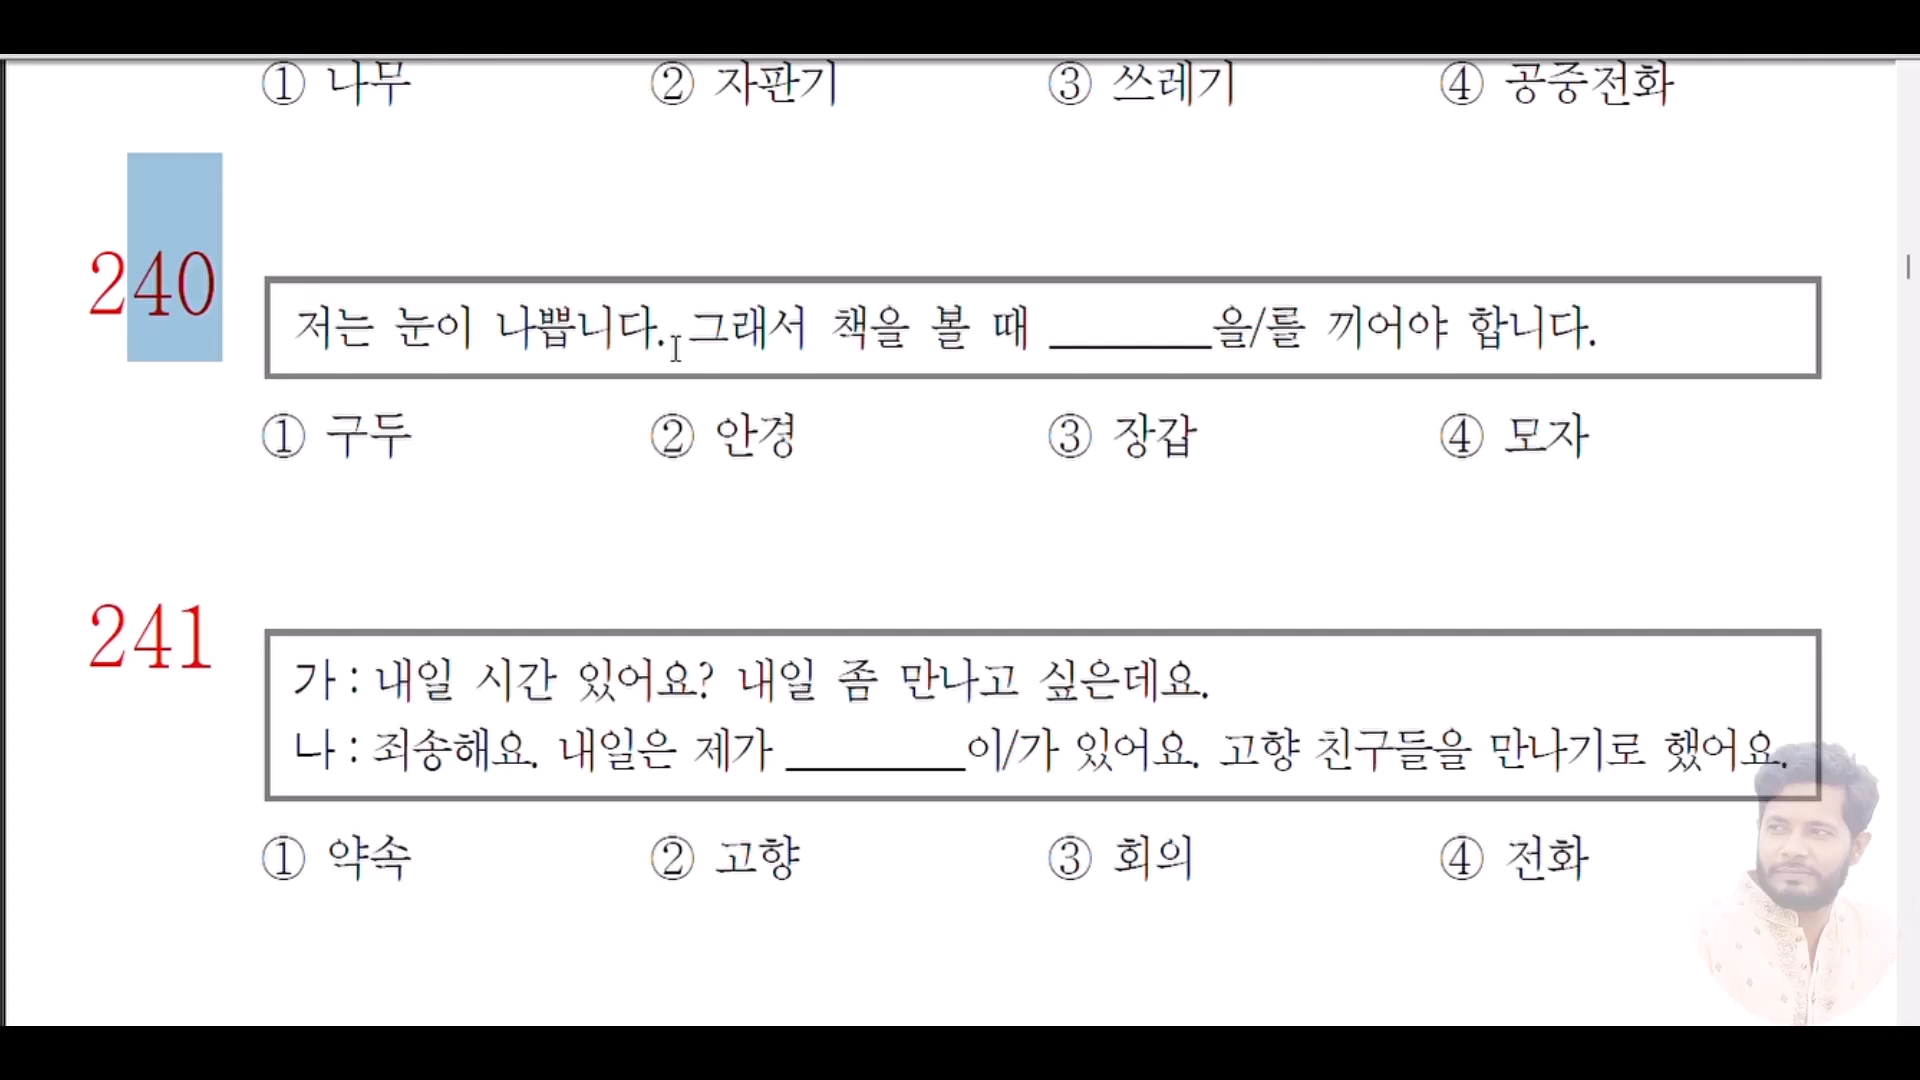 ① 나무 ② 자판기 ③ 쓰레기 ④ 공중전화
240
저는 눈이 나쁩니다. 그래서 책을 볼 때 ________을/를 끼어야 합니다.
① 구두 ② 안경 ③ 장갑 ④ 모자
241
가 : 내일 시간 있어요? 내일 좀 만나고 싶은데요.
나 : 죄송해요. 내일은 제가 ________이/가 있어요. 고향 친구들을 만나기로 했어요.
① 약속 ② 고향 ③ 회의 ④ 전화